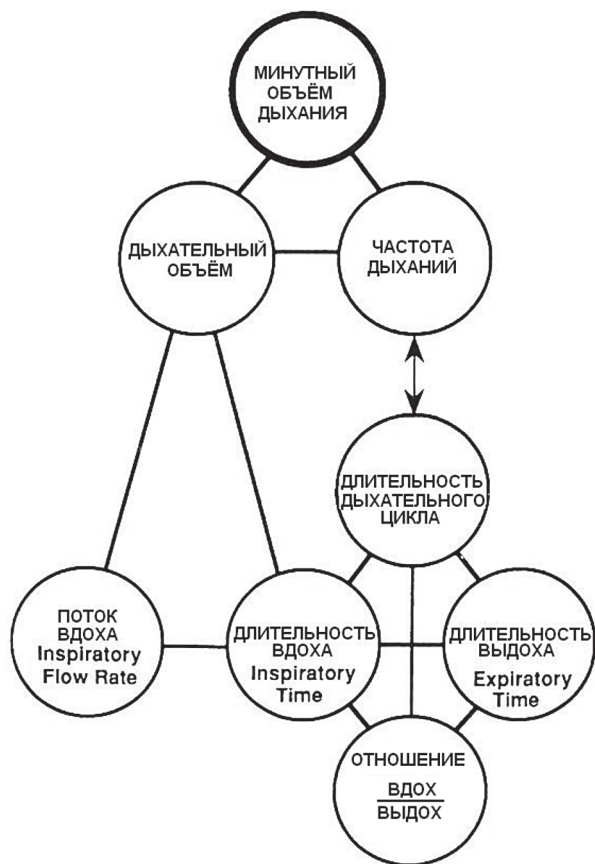 МИНУТНЫЙ
ОБЪЁМ
ДЫХАНИЯ
ДЫХАТЕЛЬНЫЙ
ОБЪЁМ
ЧАСТОТА
ДЫХАНИЙ
ДЛИТЕЛЬНОСТЬ
ДЫХАТЕЛЬНОГО
ЦИКЛА
ПОТОК
ВДОХА
Inspiratory
Flow Rate
ДЛИТЕЛЬНОСТЬ
ВДОХА
Inspiratory
Time
ДЛИТЕЛЬНОСТЬ
ВЫДОХА
Expiratory
Time
ОТНОШЕНИЕ
ВДОХ
ВЫДОХ